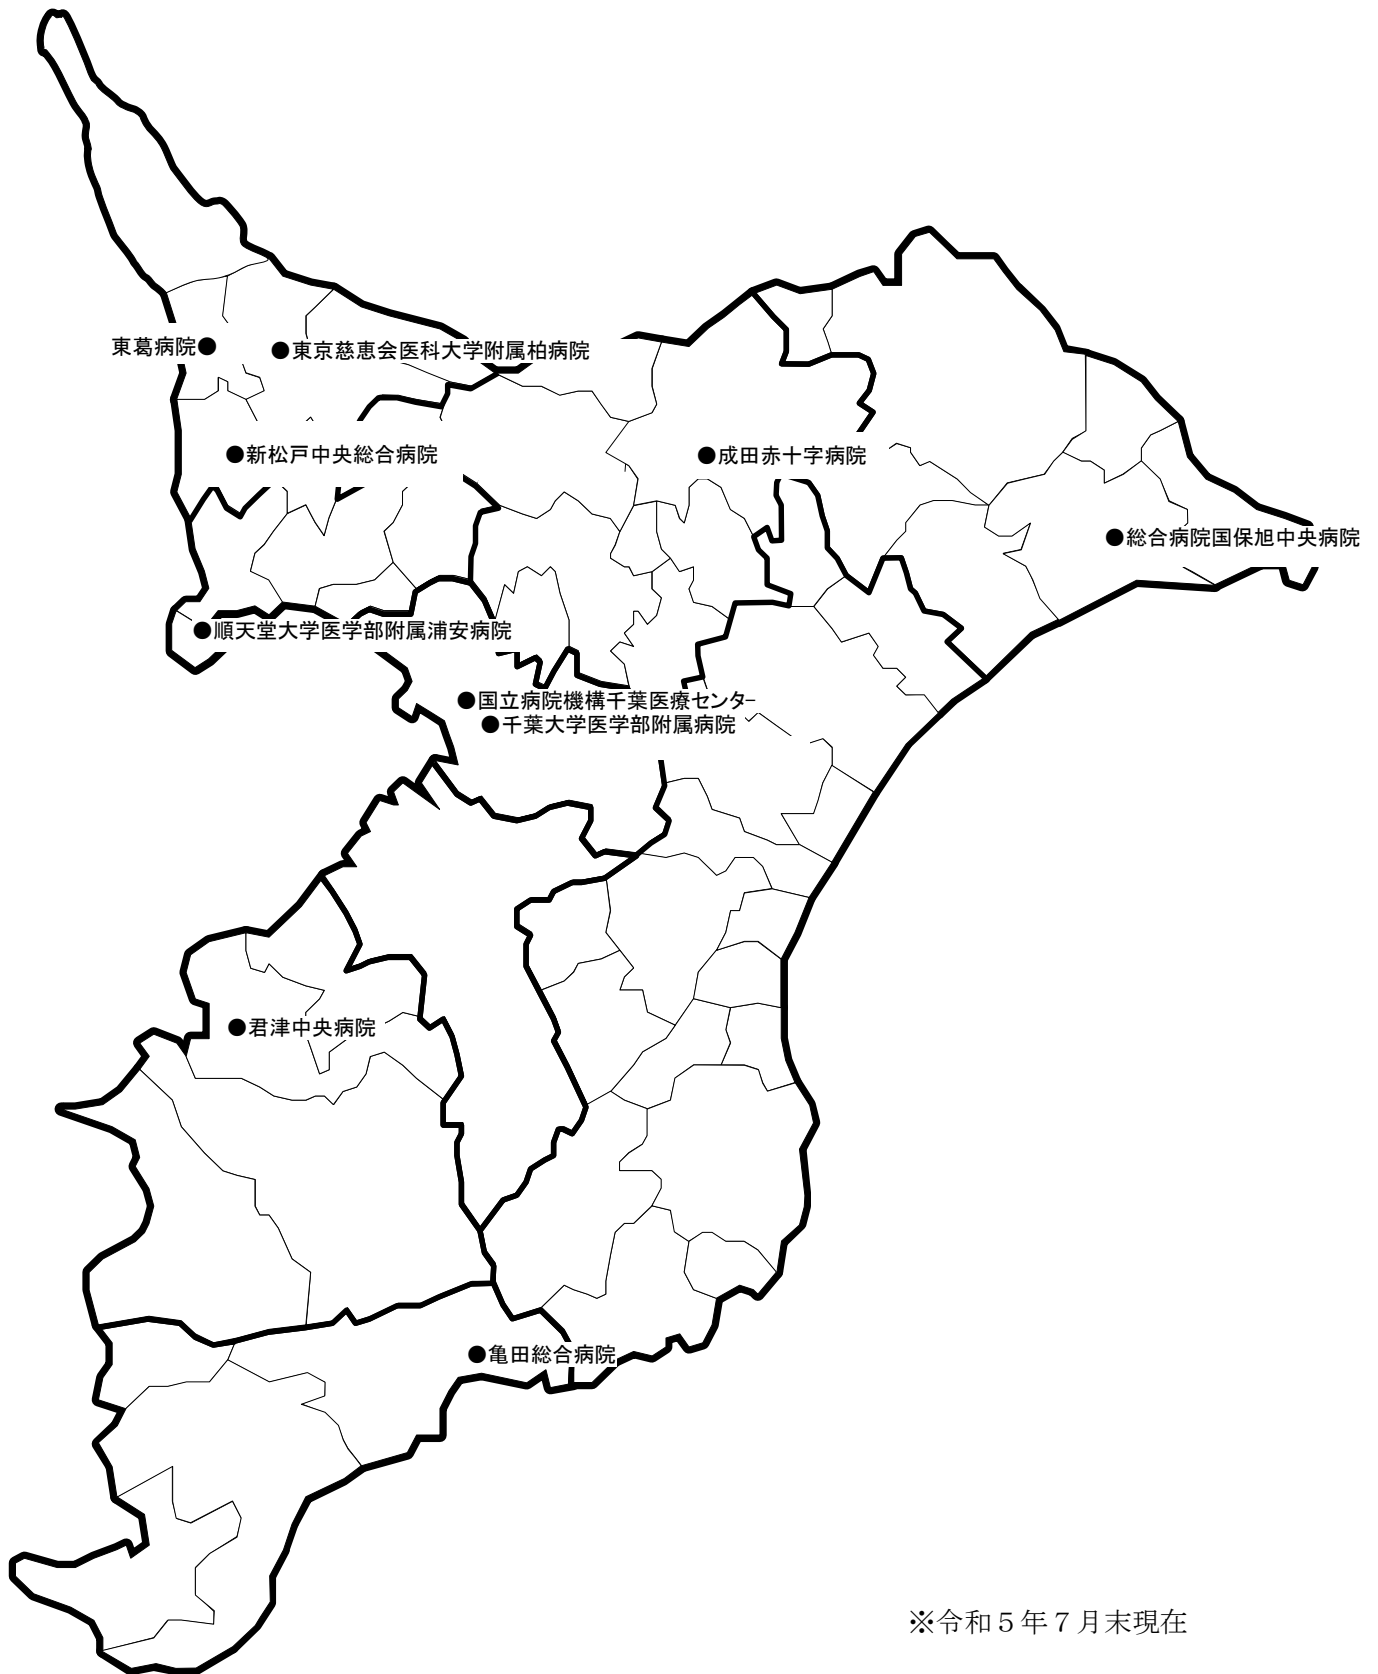 東葛病院●
●東京慈恵会医科大学附属柏病院
●新松戸中央総合病院
●成田赤十字病院
●総合病院国保旭中央病院
●順天堂大学医学部附属浦安病院
●国立病院機構千葉医療センター
●千葉大学医学部附属病院
●君津中央病院
●亀田総合病院
※令和５年７月末現在